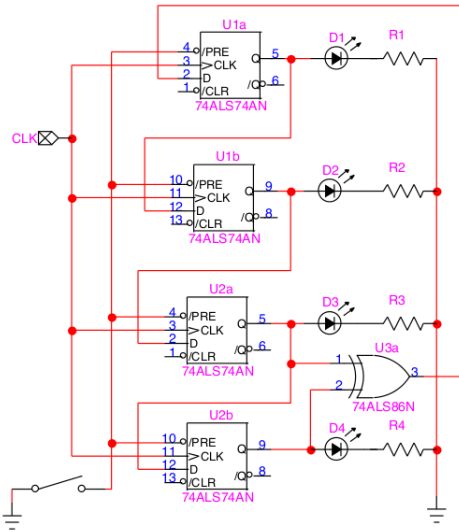 U1a
4 /PRE Q 5
3 CLK
2 D /Q 6
1 /CLR
74ALS74AN
D1
R1
CLK
U1b
10 /PRE Q 9
11 CLK
12 D /Q 8
13 /CLR
74ALS74AN
D2
R2
U2a
4 /PRE Q 5
3 CLK
2 D /Q 6
1 /CLR
74ALS74AN
D3
R3
U3a
1
2
3
74ALS86N
U2b
10 /PRE Q 9
11 CLK
12 D /Q 8
13 /CLR
74ALS74AN
D4
R4